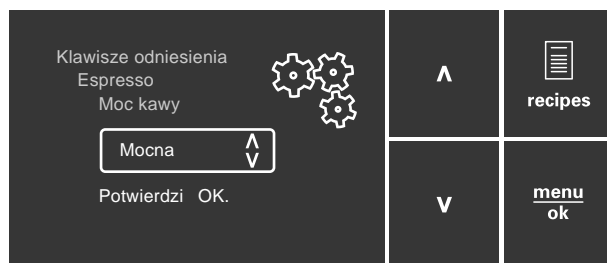 Klawisze odniesienia
Espresso
Moc kawy
Mocna
Potwierdzi OK.
recipes
menu
ok